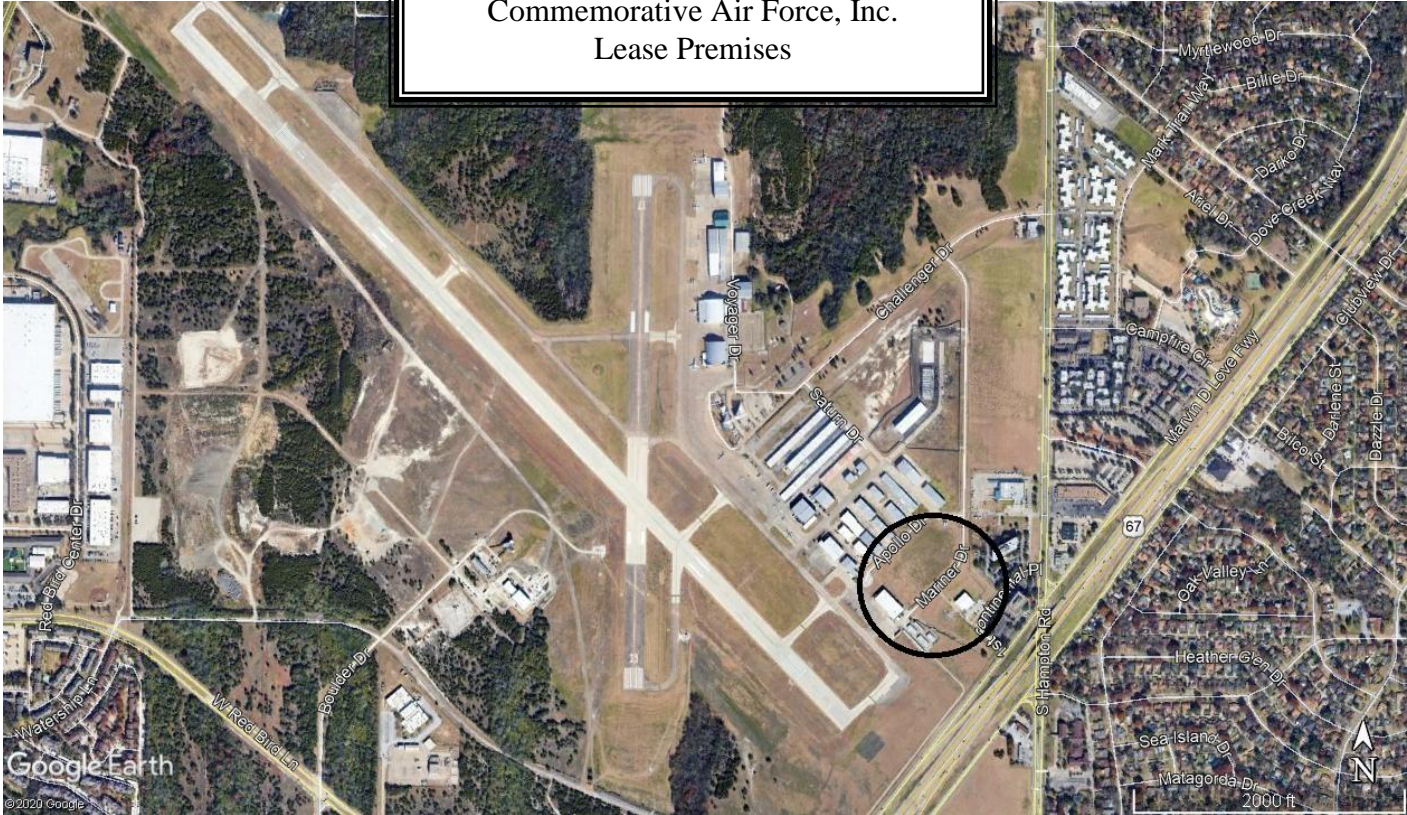 Commemorative Air Force, Inc.
Lease Premises
Myrtlewood Dr
Billie Dr
Mark Trail Way
Darko Dr
Ariel Dr
Dove Creek Way
Challenger Dr
Voyager Dr
Clubview Dr
Campfire Cir
Marvin D Love Fwy
Darlene St
Dazzle Dr
Saturn Dr
Bilco St
67
Red Bird Center Dr
Apollo Dr
Mariner Dr
Oak Valley Ln
S Hampton Rd
Boulder Dr
Heather Glen Dr
Watership Ln
W Red Bird Ln
Sea Island Dr
Matagorda Dr
Google Earth
©2020 Google
N
2000 ft